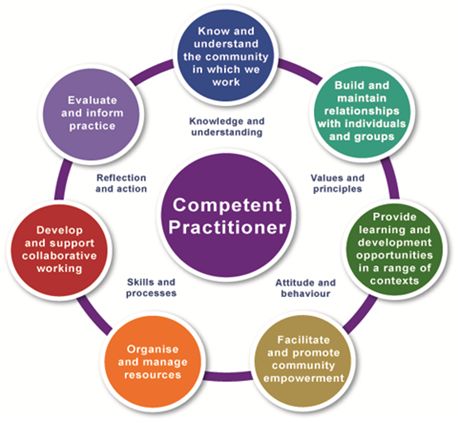 Know and
understand
the community
in which we
work
Build and
maintain
relationships
with individuals
and groups
Provide
learning and
development
opportunities
in a range of
contexts
Facilitate
and promote
community
empowerment
Organise
and manage
resources
Develop
and support
collaborative
working
Evaluate
and inform
practice
Knowledge and
understanding
Values and
principles
Attitude and
behaviour
Skills and
processes
Reflection
and action
Competent
Practitioner